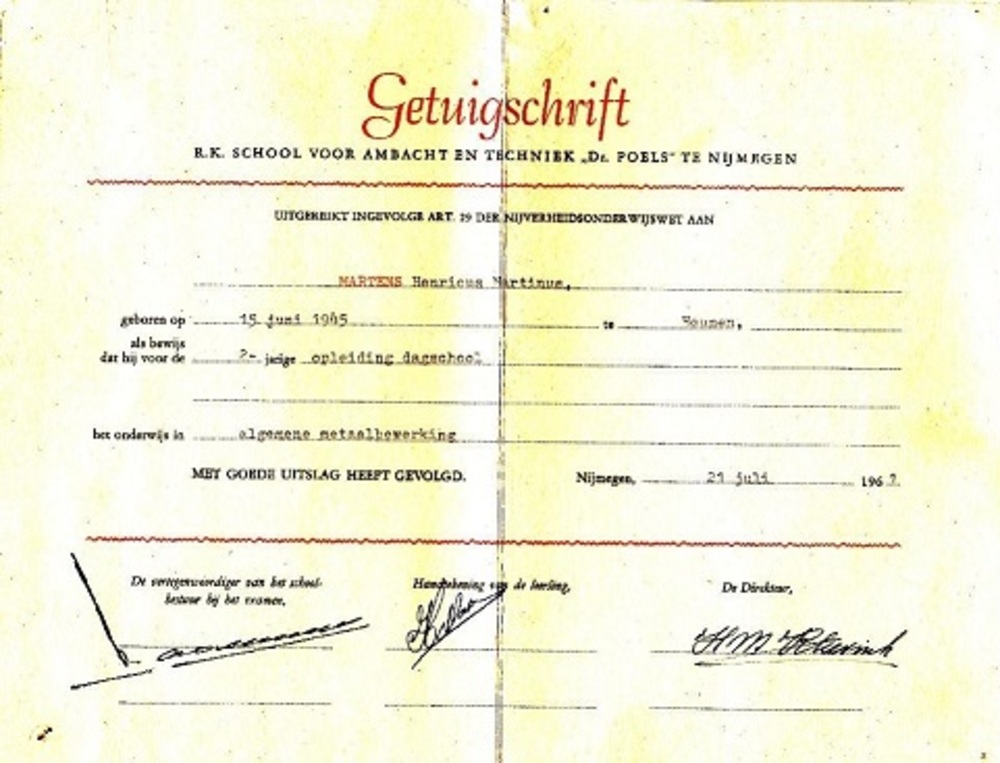 Getuigschrift
R.K. SCHOOL VOOR AMBACHT EN TECHNIEK „Dr. POELS" TE NIJMEGEN
UITGEREIKT INGEVOLGE ART. 29 DER NIJVERHEIDSONDERWIJSWET AAN
MARTENS Henricus Martinus,
geboren op 15 juni 1945 te
als bewijs
dat hij voor de 2- jarige opleiding dagschool
het onderwijs in algemene metaalbewerking
MET GOEDE UITSLAG HEEFT GEVOLGD. Nijmegen, 21 juli 196
De vertegenwoordiger van het school- Handtekening van de leerling, De Direkteur,
bestuur bij het examen,